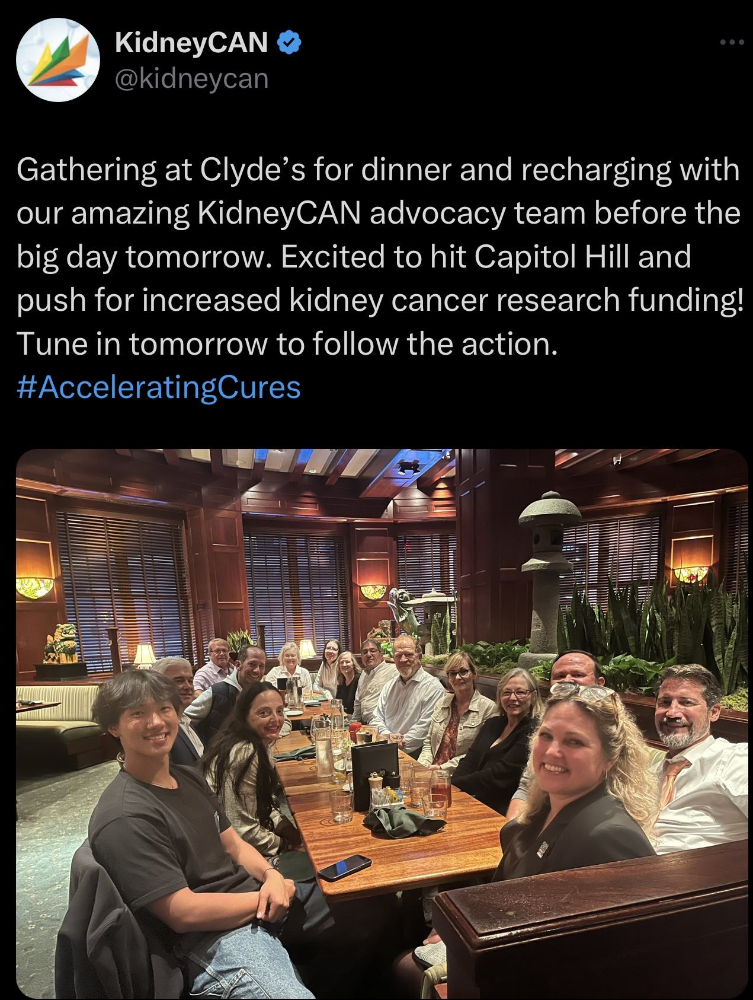 KidneyCAN
@kidneycan
Gathering at Clyde’s for dinner and recharging with
our amazing KidneyCAN advocacy team before the
big day tomorrow. Excited to hit Capitol Hill and
push for increased kidney cancer research funding!
Tune in tomorrow to follow the action.
#AcceleratingCures